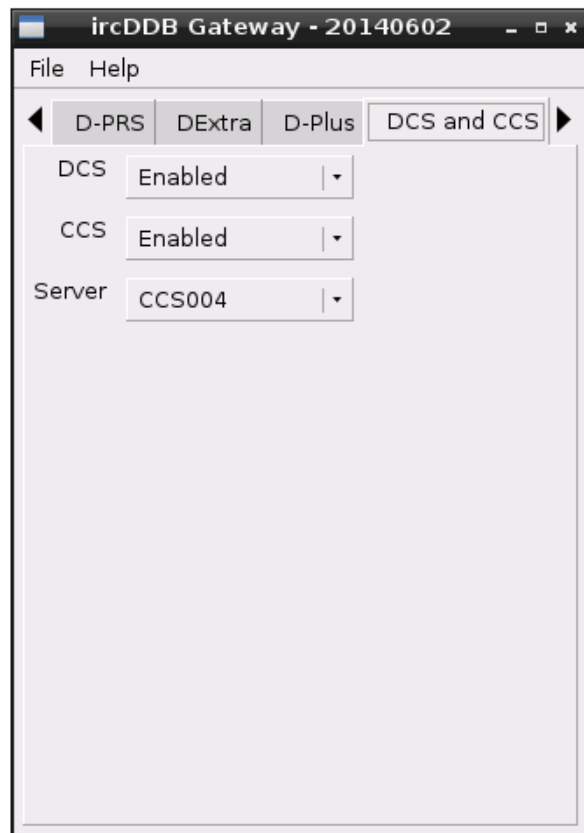 ircDDB Gateway - 20140602
File Help
D-PRS DExtra D-Plus DCS and CCS
DCS Enabled
CCS Enabled
Server CCS004